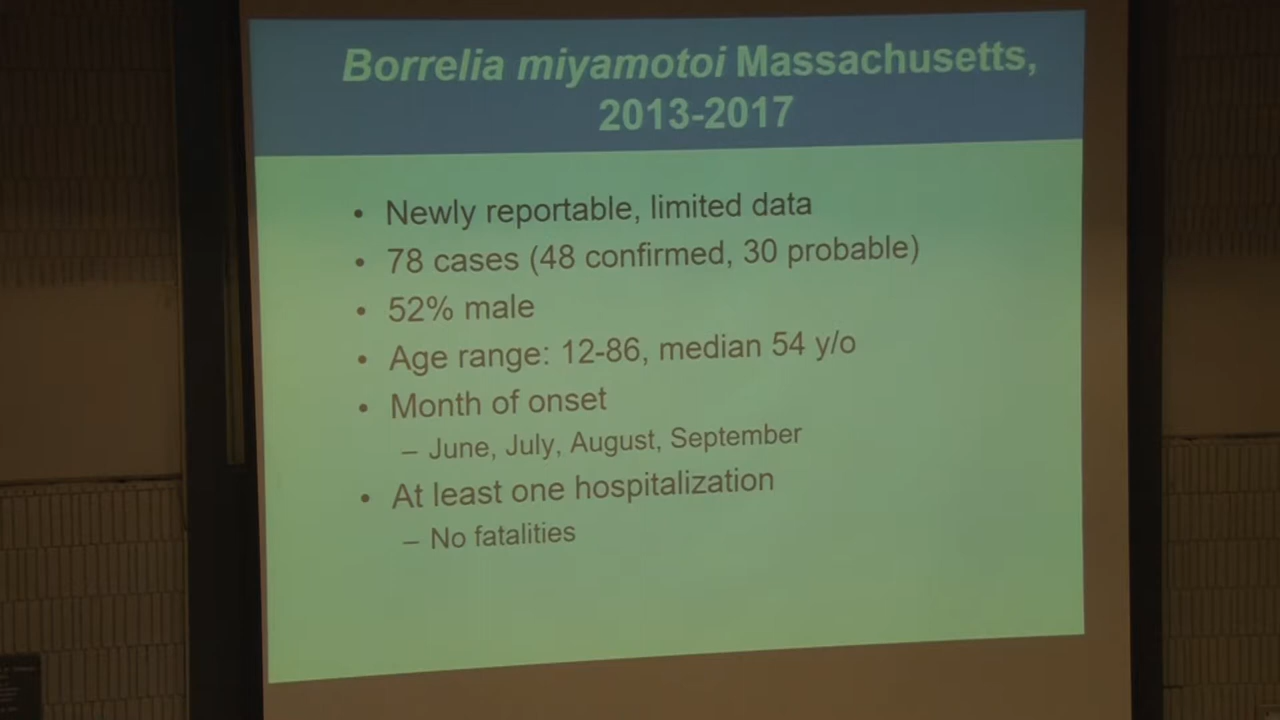 Borrelia miyamotoi Massachusetts,
2013-2017
• Newly reportable, limited data
• 78 cases (48 confirmed, 30 probable)
• 52% male
• Age range: 12-86, median 54 y/o
• Month of onset
– June, July, August, September
• At least one hospitalization
– No fatalities